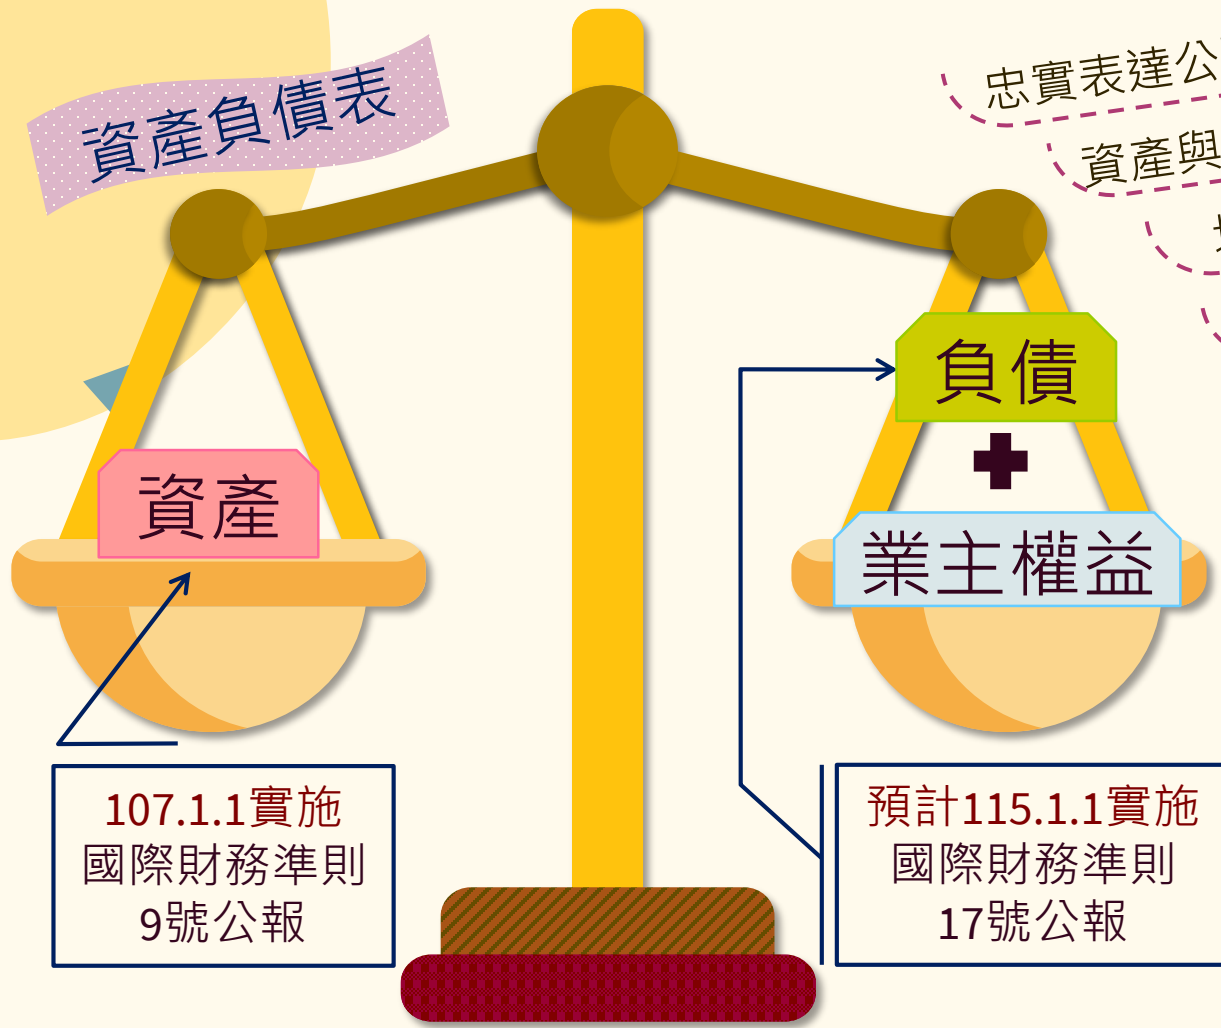 資產負債表
忠實表達公
資產與
資產
負債
業主權益
107.1.1實施
國際財務準則
9號公報
預計115.1.1實施
國際財務準則
17號公報